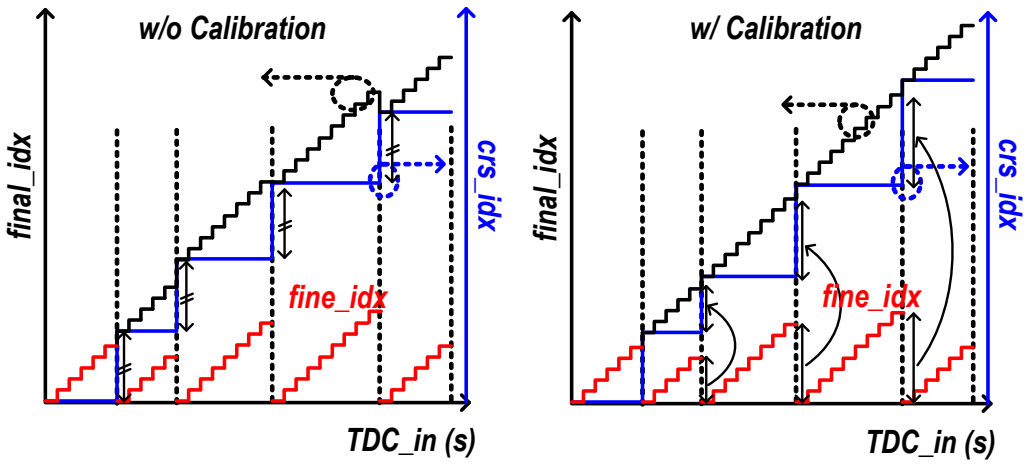 w/o Calibration
final_idx
crs_idx
fine_idx
TDC_in (s)
w/ Calibration
final_idx
crs_idx
fine_idx
TDC_in (s)